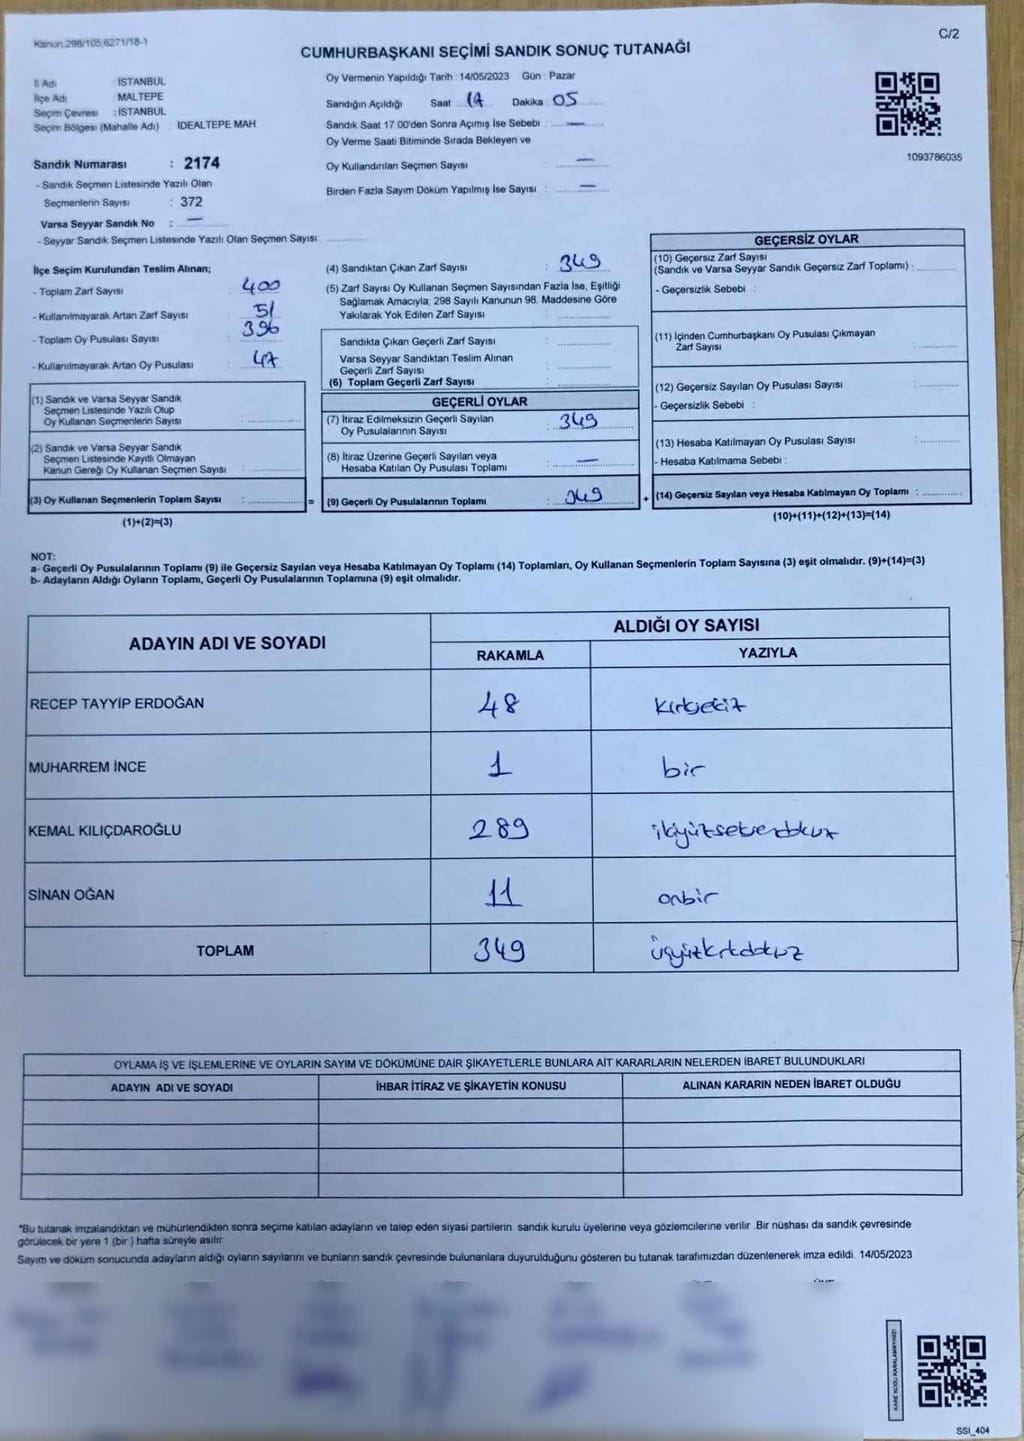 Kanun:298/105,6271/18-1
C/2
CUMHURBAŞKANI SEÇİMİ SANDIK SONUÇ TUTANAĞI
İl Adı : İSTANBUL
İlçe Adı : MALTEPE
Seçim Çevresi : İSTANBUL
Seçim Bölgesi (Mahalle Adı) : İDEALTEPE MAH.
Sandık Numarası : 2174
- Sandık Seçmen Listesinde Yazılı Olan
Seçmenlerin Sayısı : 372
Varsa Seyyar Sandık No : —
- Seyyar Sandık Seçmen Listesinde Yazılı Olan Seçmen Sayısı:
Oy Vermenin Yapıldığı Tarih : 14/05/2023 Gün : Pazar
Sandığın Açıldığı Saat 17 Dakika : 05
Sandık Saat 17:00'den Sonra Açımış İse Sebebi : —
Oy Verme Saati Bitiminde Sırada Bekleyen ve
Oy Kullandırılan Seçmen Sayısı : —
Birden Fazla Sayım Döküm Yapılmış İse Sayısı : —
1093786035
İlçe Seçim Kurulundan Teslim Alınan;
- Toplam Zarf Sayısı : 400
- Kullanılmayarak Artan Zarf Sayısı : 51
- Toplam Oy Pusulası Sayısı : 396
- Kullanılmayarak Artan Oy Pusulası : 47
(1) Sandık ve Varsa Seyyar Sandık
Seçmen Listesinde Yazılı Olup
Oy Kullanan Seçmenlerin Sayısı :
(2) Sandık ve Varsa Seyyar Sandık
Seçmen Listesinde Kayıtlı Olmayan
Kanun Gereği Oy Kullanan Seçmen Sayısı :
(3) Oy Kullanan Seçmenlerin Toplam Sayısı : =
(1)+(2)=(3)
(4) Sandıktan Çıkan Zarf Sayısı : 349
(5) Zarf Sayısı Oy Kullanan Seçmen Sayısından Fazla İse, Eşitliği
Sağlamak Amacıyla; 298 Sayılı Kanunun 98. Maddesine Göre
Yakılarak Yok Edilen Zarf Sayısı :
Sandıkta Çıkan Geçerli Zarf Sayısı :
Varsa Seyyar Sandıktan Teslim Alınan
Geçerli Zarf Sayısı :
(6) Toplam Geçerli Zarf Sayısı :
GEÇERLİ OYLAR
(7) İtiraz Edilmeksizin Geçerli Sayılan
Oy Pusulalarının Sayısı : 349
(8) İtiraz Üzerine Geçerli Sayılan veya
Hesaba Katılan Oy Pusulası Toplamı : —
(9) Geçerli Oy Pusulalarının Toplamı : 349 +
GEÇERSİZ OYLAR
(10) Geçersiz Zarf Sayısı
(Sandık ve Varsa Seyyar Sandık Geçersiz Zarf Toplamı) :
- Geçersizlik Sebebi :
(11) İçinden Cumhurbaşkanı Oy Pusulası Çıkmayan
Zarf Sayısı :
(12) Geçersiz Sayılan Oy Pusulası Sayısı :
- Geçersizlik Sebebi :
(13) Hesaba Katılmayan Oy Pusulası Sayısı :
- Hesaba Katılmama Sebebi :
(14) Geçersiz Sayılan veya Hesaba Katılmayan Oy Toplamı :
(10)+(11)+(12)+(13)=(14)
NOT:
a- Geçerli Oy Pusulalarının Toplamı (9) ile Geçersiz Sayılan veya Hesaba Katılmayan Oy Toplamı (14) Toplamları, Oy Kullanan Seçmenlerin Toplam Sayısına (3) eşit olmalıdır. (9)+(14)=(3)
b- Adayların Aldığı Oyların Toplamı, Geçerli Oy Pusulalarının Toplamına (9) eşit olmalıdır.
ADAYIN ADI VE SOYADI ALDIĞI OY SAYISI
RAKAMLA YAZIYLA
RECEP TAYYİP ERDOĞAN 48 kırksekiz
MUHARREM İNCE 1 bir
KEMAL KILIÇDAROĞLU 289 ikiyüzseksendokuz
SİNAN OĞAN 11 onbir
TOPLAM 349 üçyüzkırkdokuz
OYLAMA İŞ VE İŞLEMLERİNE VE OYLARIN SAYIM VE DÖKÜMÜNE DAİR ŞİKAYETLERLE BUNLARA AİT KARARLARIN NELERDEN İBARET BULUNDUKLARI
ADAYIN ADI VE SOYADI İHBAR İTİRAZ VE ŞİKAYETİN KONUSU ALINAN KARARIN NEDEN İBARET OLDUĞU
*Bu tutanak imzalandıktan ve mühürlendikten sonra seçime katılan adayların ve talep eden siyasi partilerin sandık kurulu üyelerine veya gözlemcilerine verilir .Bir nüshası da sandık çevresinde
görülecek bir yere 1 (bir ) hafta süreyle asılır
Sayım ve döküm sonucunda adayların aldığı oyların sayılarını ve bunların sandık çevresinde bulunanlara duyurulduğunu gösteren bu tutanak tarafımızdan düzenlenerek imza edildi. 14/05/2023
KARE KODU KARALAMAYINIZ!
SSI_404